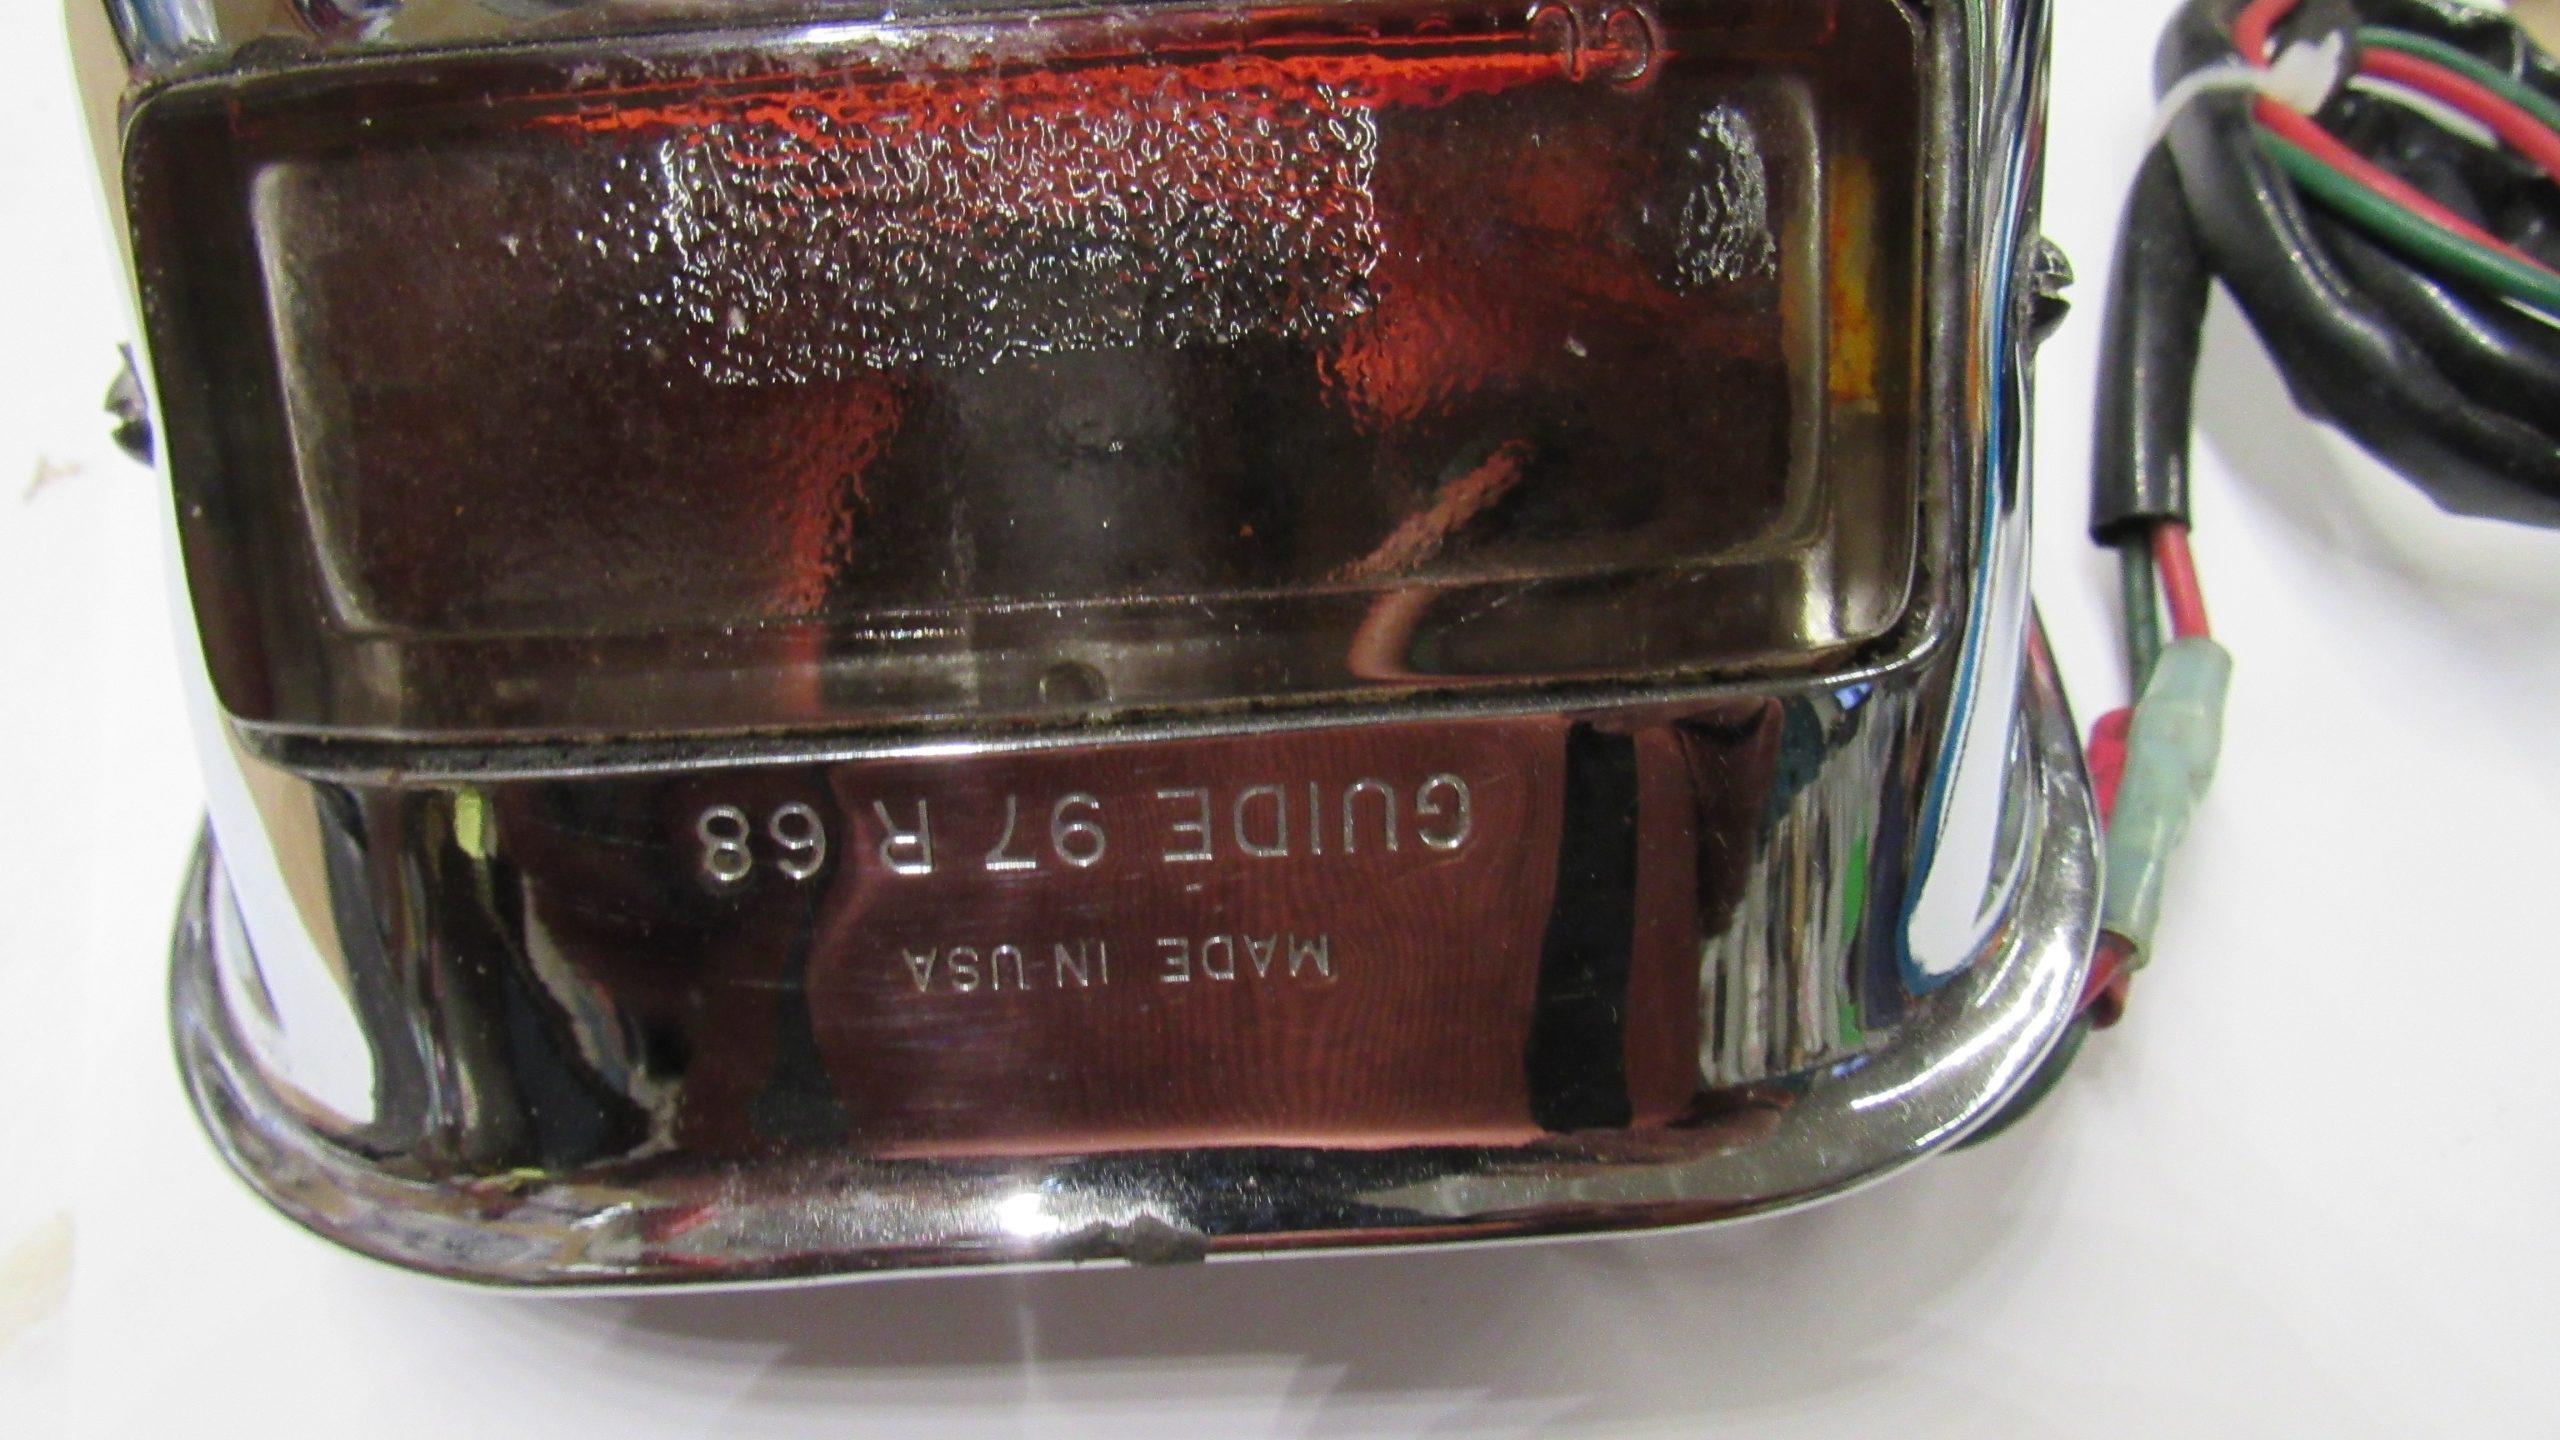 GUIDE 97 R 68
MADE IN USA